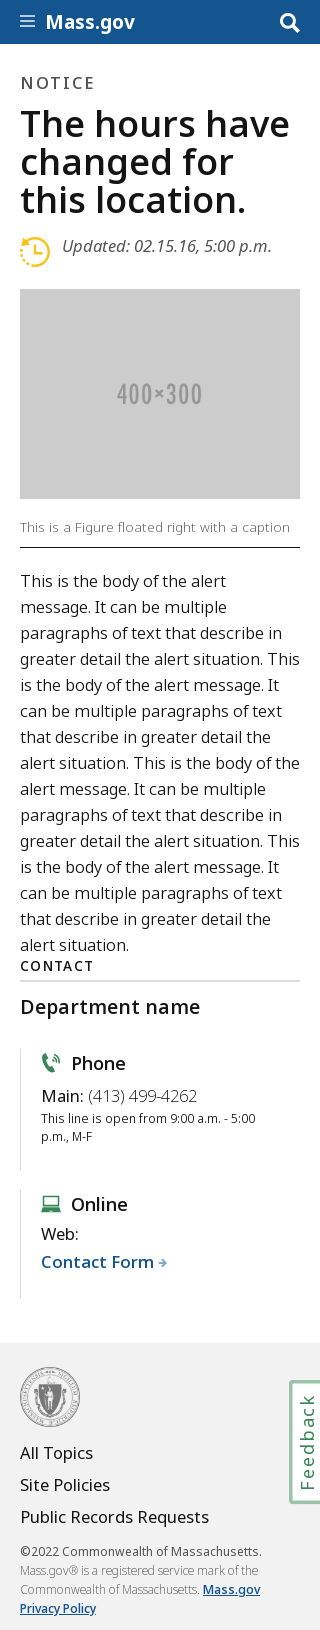 Mass.gov
NOTICE
The hours have
changed for
this location.
Updated: 02.15.16, 5:00 p.m.
400×300
This is a Figure floated right with a caption
This is the body of the alert
message. It can be multiple
paragraphs of text that describe in
greater detail the alert situation. This
is the body of the alert message. It
can be multiple paragraphs of text
that describe in greater detail the
alert situation. This is the body of the
alert message. It can be multiple
paragraphs of text that describe in
greater detail the alert situation. This
is the body of the alert message. It
can be multiple paragraphs of text
that describe in greater detail the
alert situation.
CONTACT
Department name
Phone
Main: (413) 499-4262
This line is open from 9:00 a.m. - 5:00
p.m., M-F
Online
Web:
Contact Form
Feedback
All Topics
Site Policies
Public Records Requests
©2022 Commonwealth of Massachusetts.
Mass.gov® is a registered service mark of the
Commonwealth of Massachusetts. Mass.gov
Privacy Policy